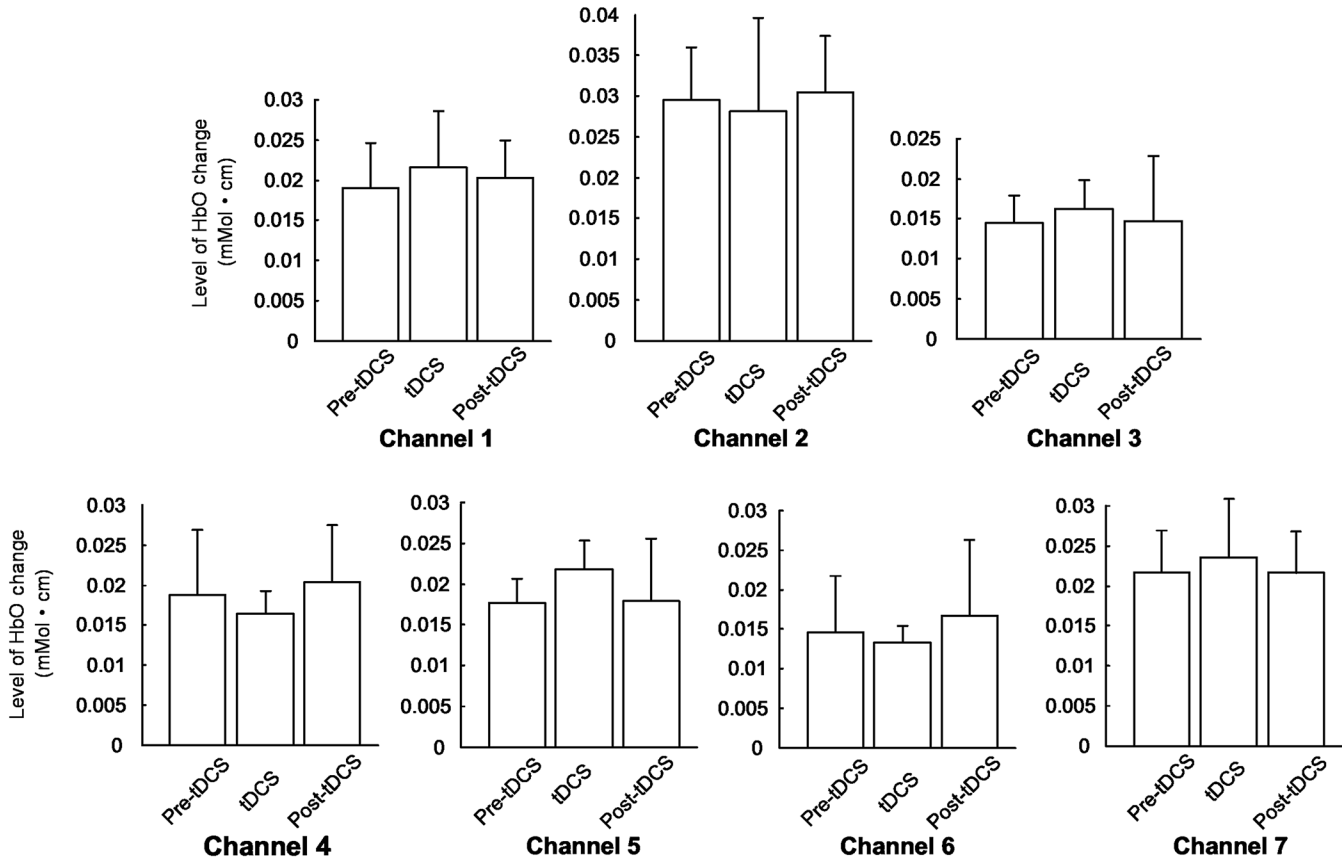 Level of HbO change
(mMol • cm)
0.03
0.025
0.02
0.015
0.01
0.005
0
Pre-tDCS
tDCS
Post-tDCS
Channel 1
0.04
0.035
0.03
0.025
0.02
0.015
0.01
0.005
0
Pre-tDCS
tDCS
Post-tDCS
Channel 2
0.025
0.02
0.015
0.01
0.005
0
Pre-tDCS
tDCS
Post-tDCS
Channel 3
Level of HbO change
(mMol • cm)
0.03
0.025
0.02
0.015
0.01
0.005
0
Pre-tDCS
tDCS
Post-tDCS
Channel 4
0.03
0.025
0.02
0.015
0.01
0.005
0
Pre-tDCS
tDCS
Post-tDCS
Channel 5
0.03
0.025
0.02
0.015
0.01
0.005
0
Pre-tDCS
tDCS
Post-tDCS
Channel 6
0.03
0.025
0.02
0.015
0.01
0.005
0
Pre-tDCS
tDCS
Post-tDCS
Channel 7